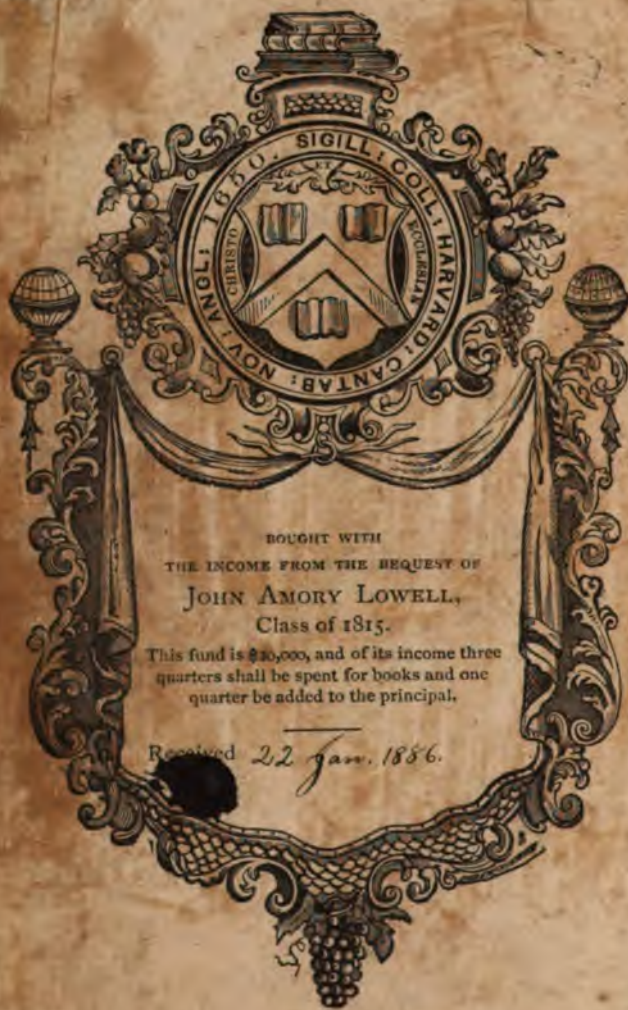 SIGILL: COLL: HARVARD: CANTAB: NOV: ANGL: 1650.
ET
CHRISTO
ECCLESIAE
BOUGHT WITH
THE INCOME FROM THE BEQUEST OF
JOHN AMORY LOWELL,
Class of 1815.
This fund is $20,000, and of its income three
quarters shall be spent for books and one
quarter be added to the principal.
Received 22 Jan. 1886.